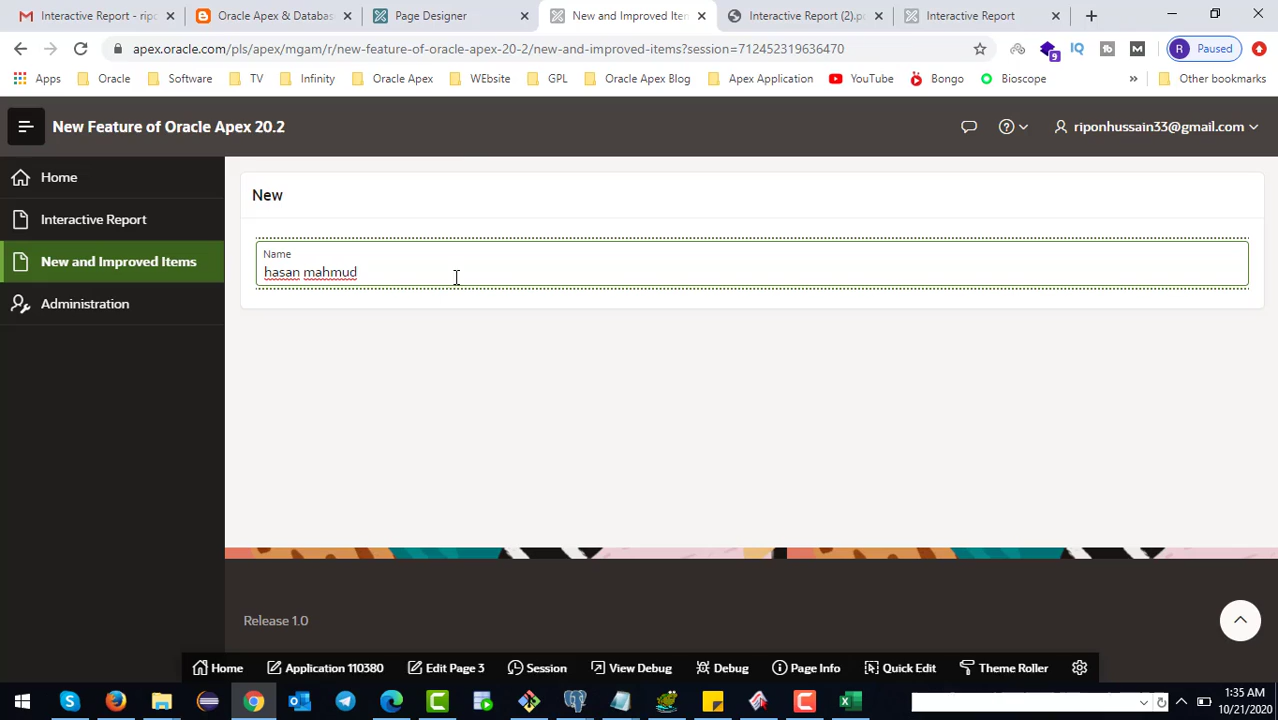 Interactive Report - ripo
Oracle Apex & Databas
Page Designer
New and Improved Iten
Interactive Report (2).pd
Interactive Report
apex.oracle.com/pls/apex/mgam/r/new-feature-of-oracle-apex-20-2/new-and-improved-items?session=712452319636470
9
R Paused
Apps
Oracle
Software
TV
Infinity
Oracle Apex
WEbsite
GPL
Oracle Apex Blog
Apex Application
YouTube
Bongo
Bioscope
Other bookmarks
New Feature of Oracle Apex 20.2
riponhussain33@gmail.com
Home
Interactive Report
New and Improved Items
Administration
New
Name
hasan mahmud
Release 1.0
Home
Application 110380
Edit Page 3
Session
View Debug
Debug
Page Info
Quick Edit
Theme Roller
1:35 AM
10/21/2020